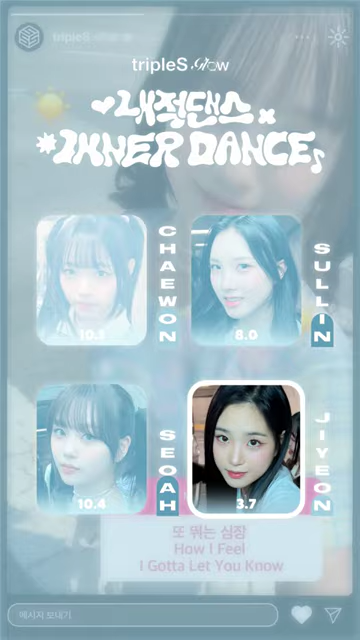 tripleS
tripleS Glow
내적댄스
INNER DANCE
CHAEWON
10.5
SULLIN
8.0
SEOAH
10.4
JIYEON
3.7
또 뛰는 심장
How I Feel
I Gotta Let You Know
메시지 보내기